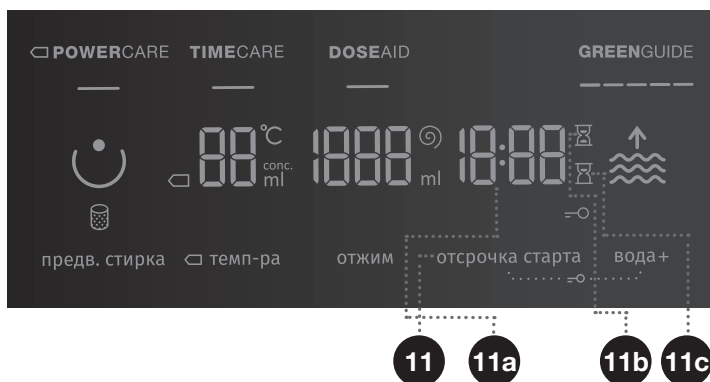 POWERCARE TIMECARE DOSEAID GREENGUIDE
88 °C 1888 18:88
conc.
ml ml
предв. стирка темп-ра отжим отсрочка старта вода+
11 11a 11b 11c